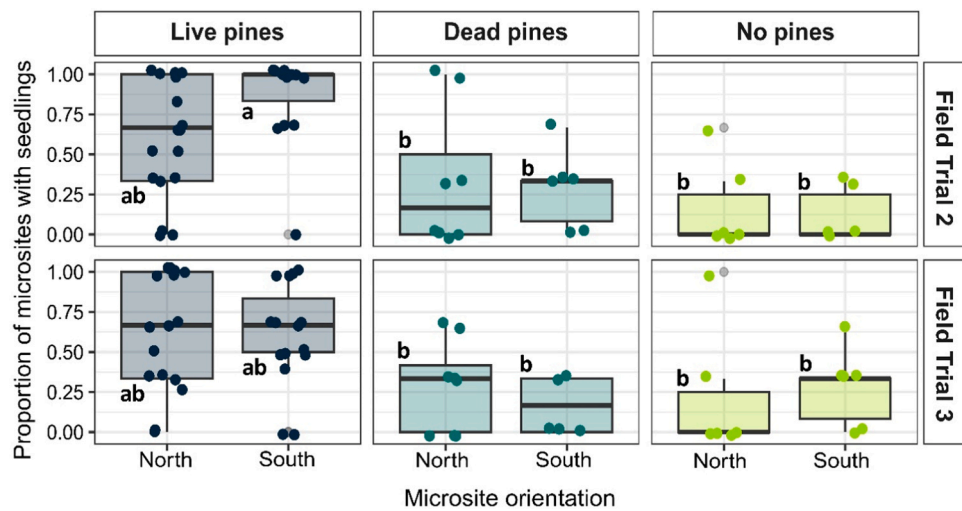 Live pines
Dead pines
No pines
Proportion of microsites with seedlings
1.00
0.75
0.50
0.25
0.00
ab
a
b
b
b
b
Field Trial 2
1.00
0.75
0.50
0.25
0.00
ab
ab
b
b
b
b
Field Trial 3
North
South
North
South
North
South
Microsite orientation